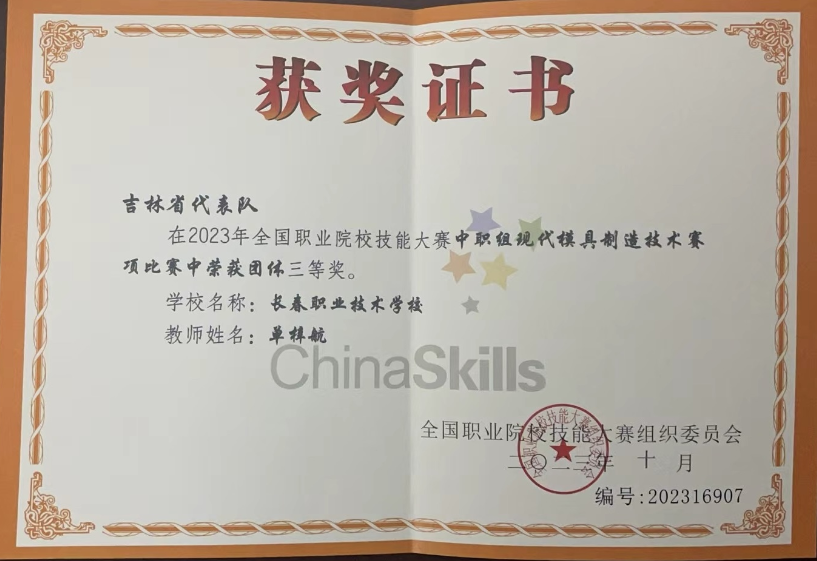 获奖证书
吉林省代表队
在2023年全国职业院校技能大赛中职组现代模具制造技术赛
项比赛中荣获团体三等奖。
学校名称：长春职业技术学校
教师姓名：单楫航
ChinaSkills
全国职业院校技能大赛组织委员会
二〇二三年十月
编号:202316907